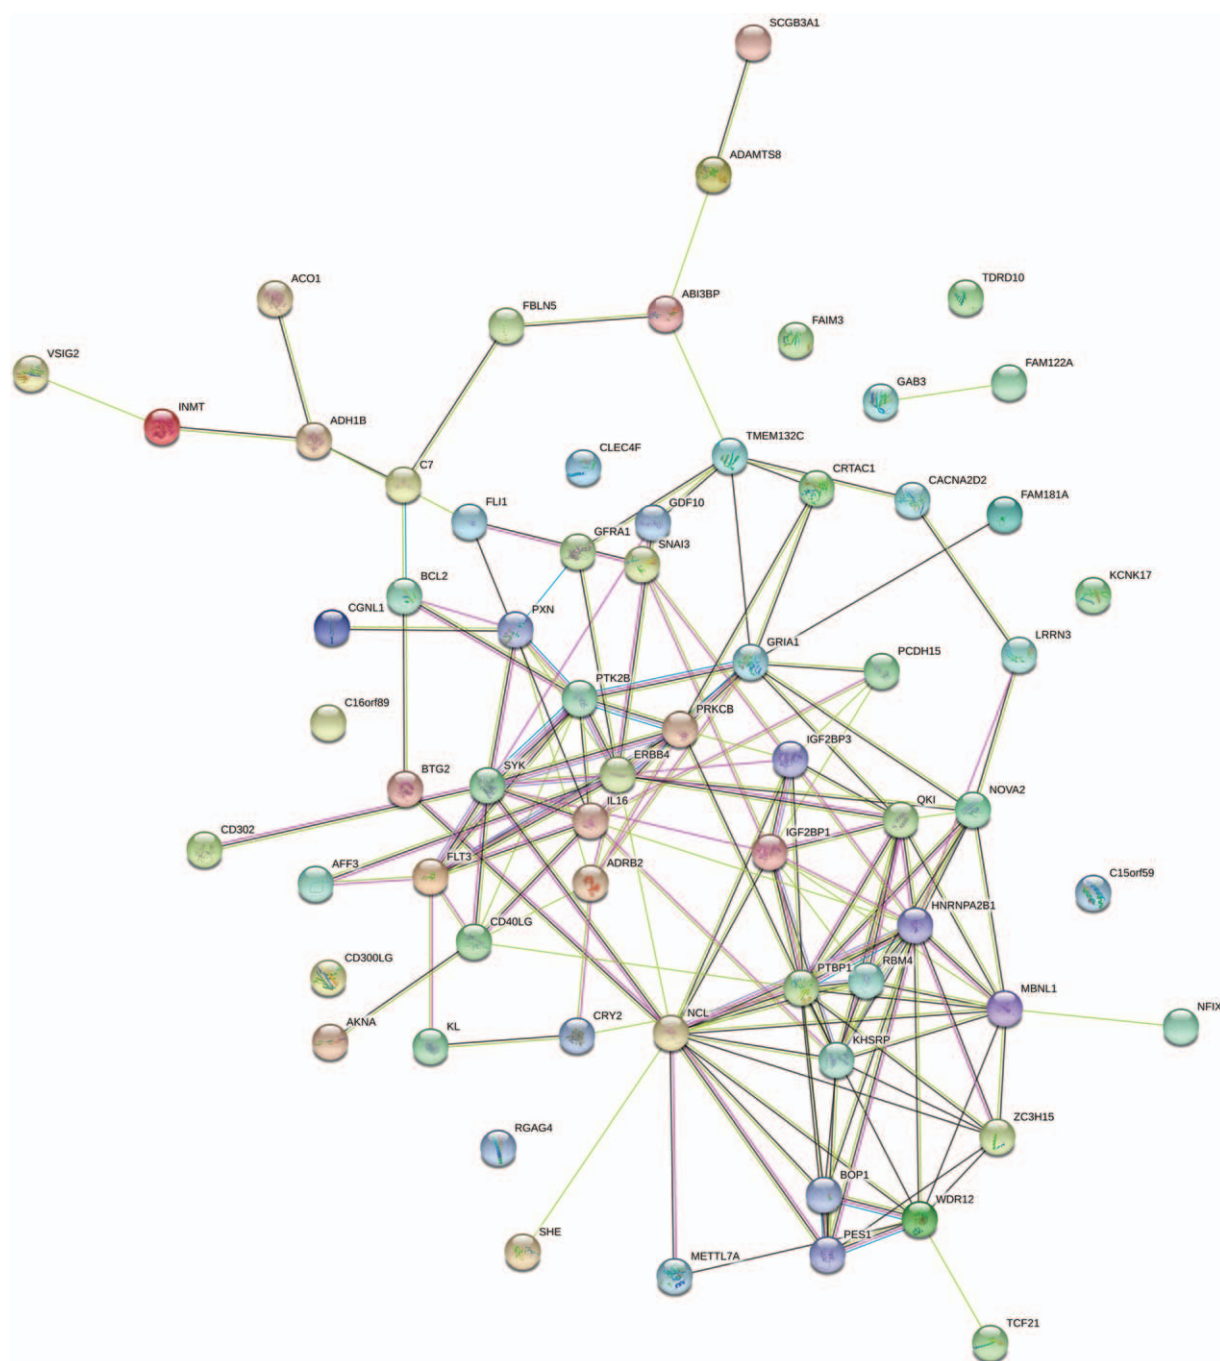 SCGB3A1
ADAMTS8
ACO1
TDRD10
FBLN5
ABI3BP
FAIM3
VSIG2
FAM122A
GAB3
INMT
ADH1B
TMEM132C
CLEC4F
C7
CRTAC1
CACNA2D2
FLI1
GDF10
FAM181A
GFRA1
SNAI3
BCL2
KCNK17
CGNL1
PXN
GRIA1
PCDH15
LRRN3
PTK2B
C16orf89
PRKCB
IGF2BP3
ERBB4
SYK
BTG2
NOVA2
QKI
IL16
CD302
IGF2BP1
AFF3
FLT3
ADRB2
C15orf59
HNRNPA2B1
CD40LG
CD300LG
PTBP1
RBM4
MBNL1
NFIX
AKNA
KL
CRY2
NCL
KHSRP
ZC3H15
RGAG4
BOP1
WDR12
SHE
METTL7A
PES1
TCF21